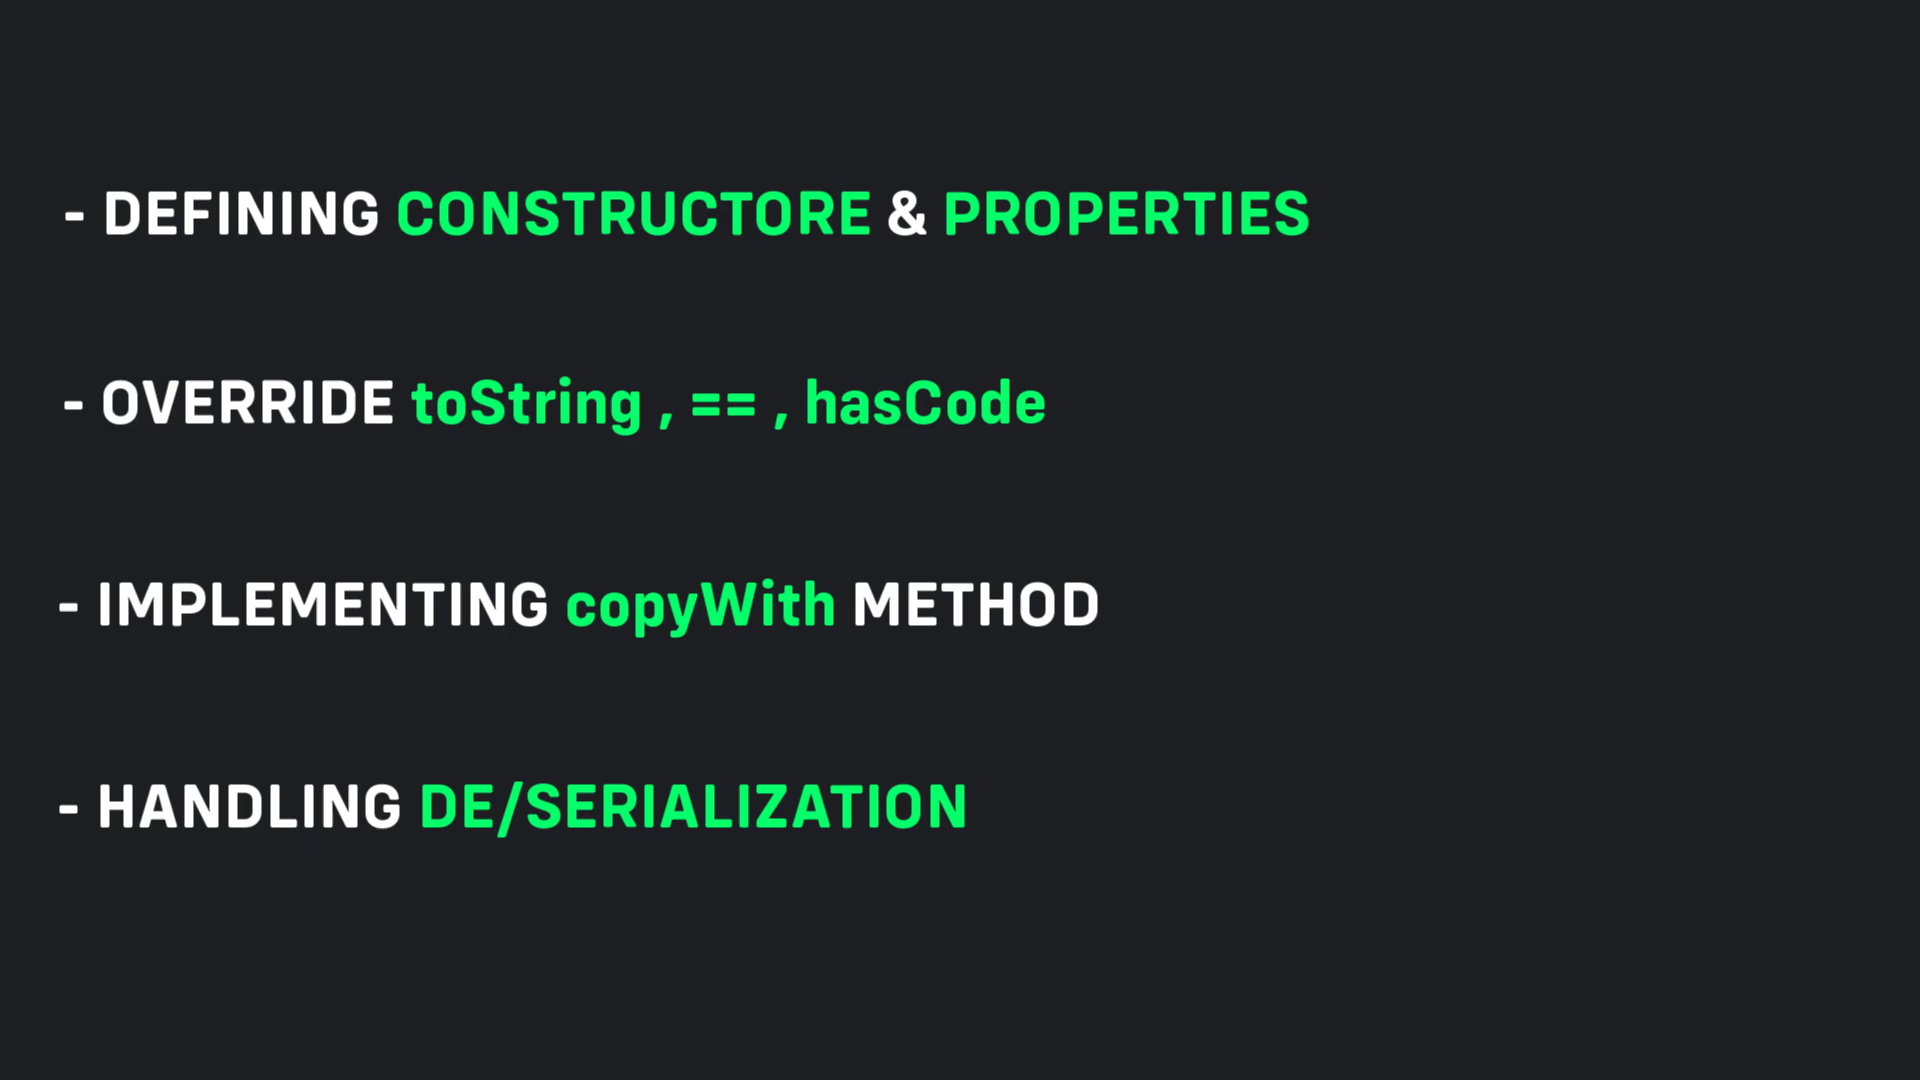 - DEFINING CONSTRUCTORE & PROPERTIES
- OVERRIDE toString , == , hasCode
- IMPLEMENTING copyWith METHOD
- HANDLING DE/SERIALIZATION